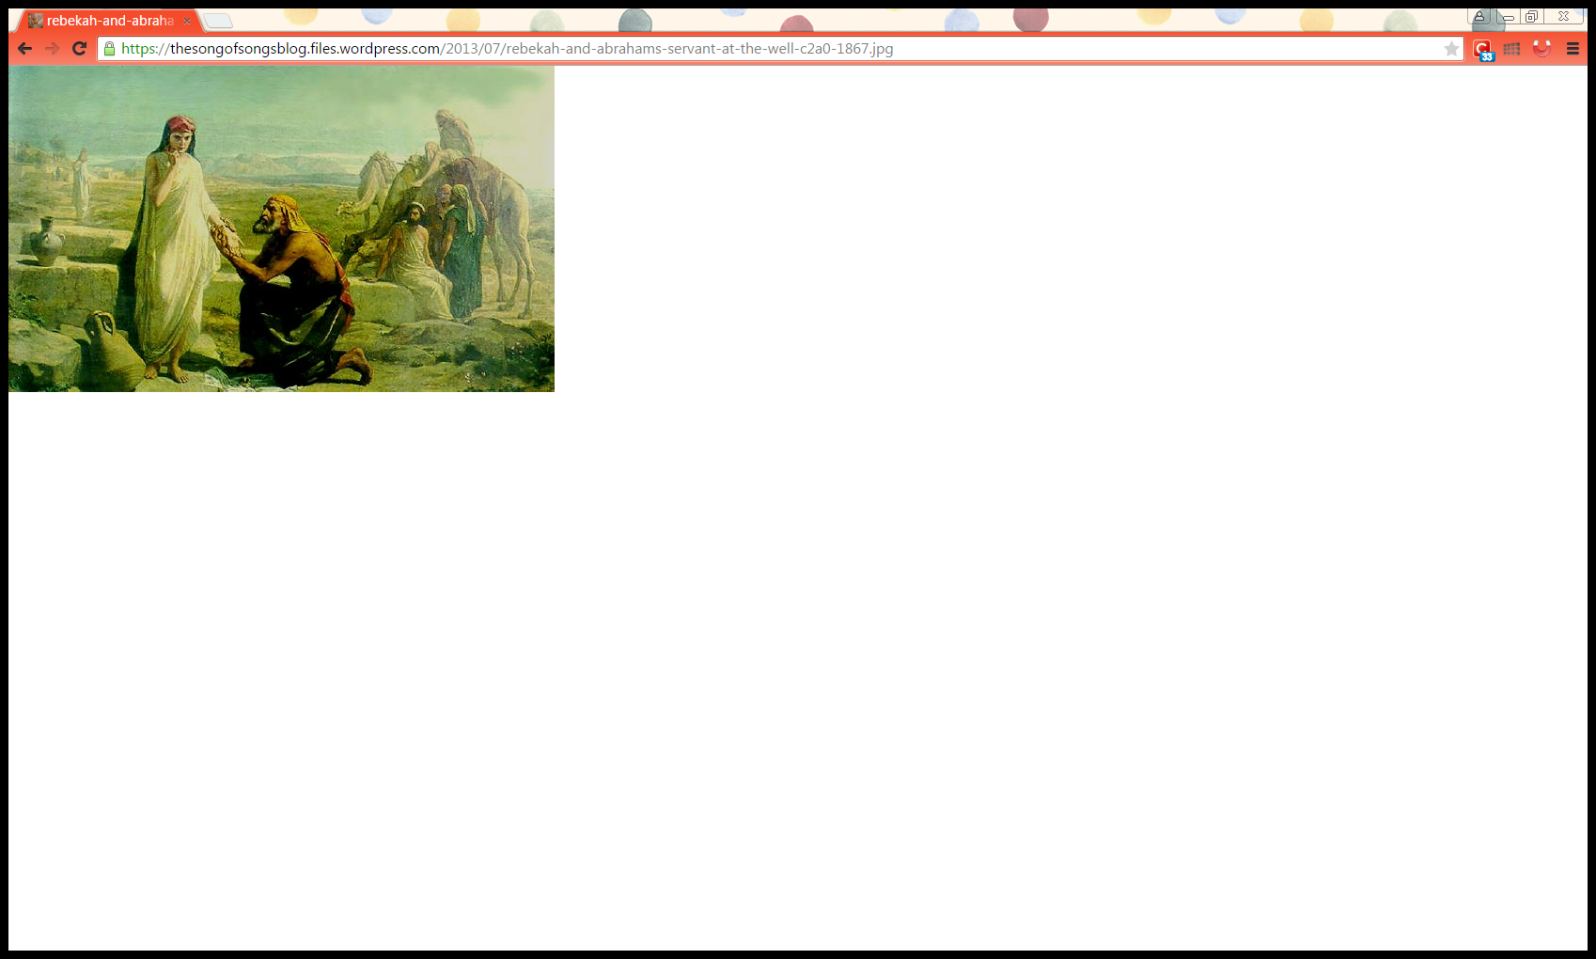 rebekah-and-abraha
https://thesongofsongsblog.files.wordpress.com/2013/07/rebekah-and-abrahams-servant-at-the-well-c2a0-1867.jpg
33